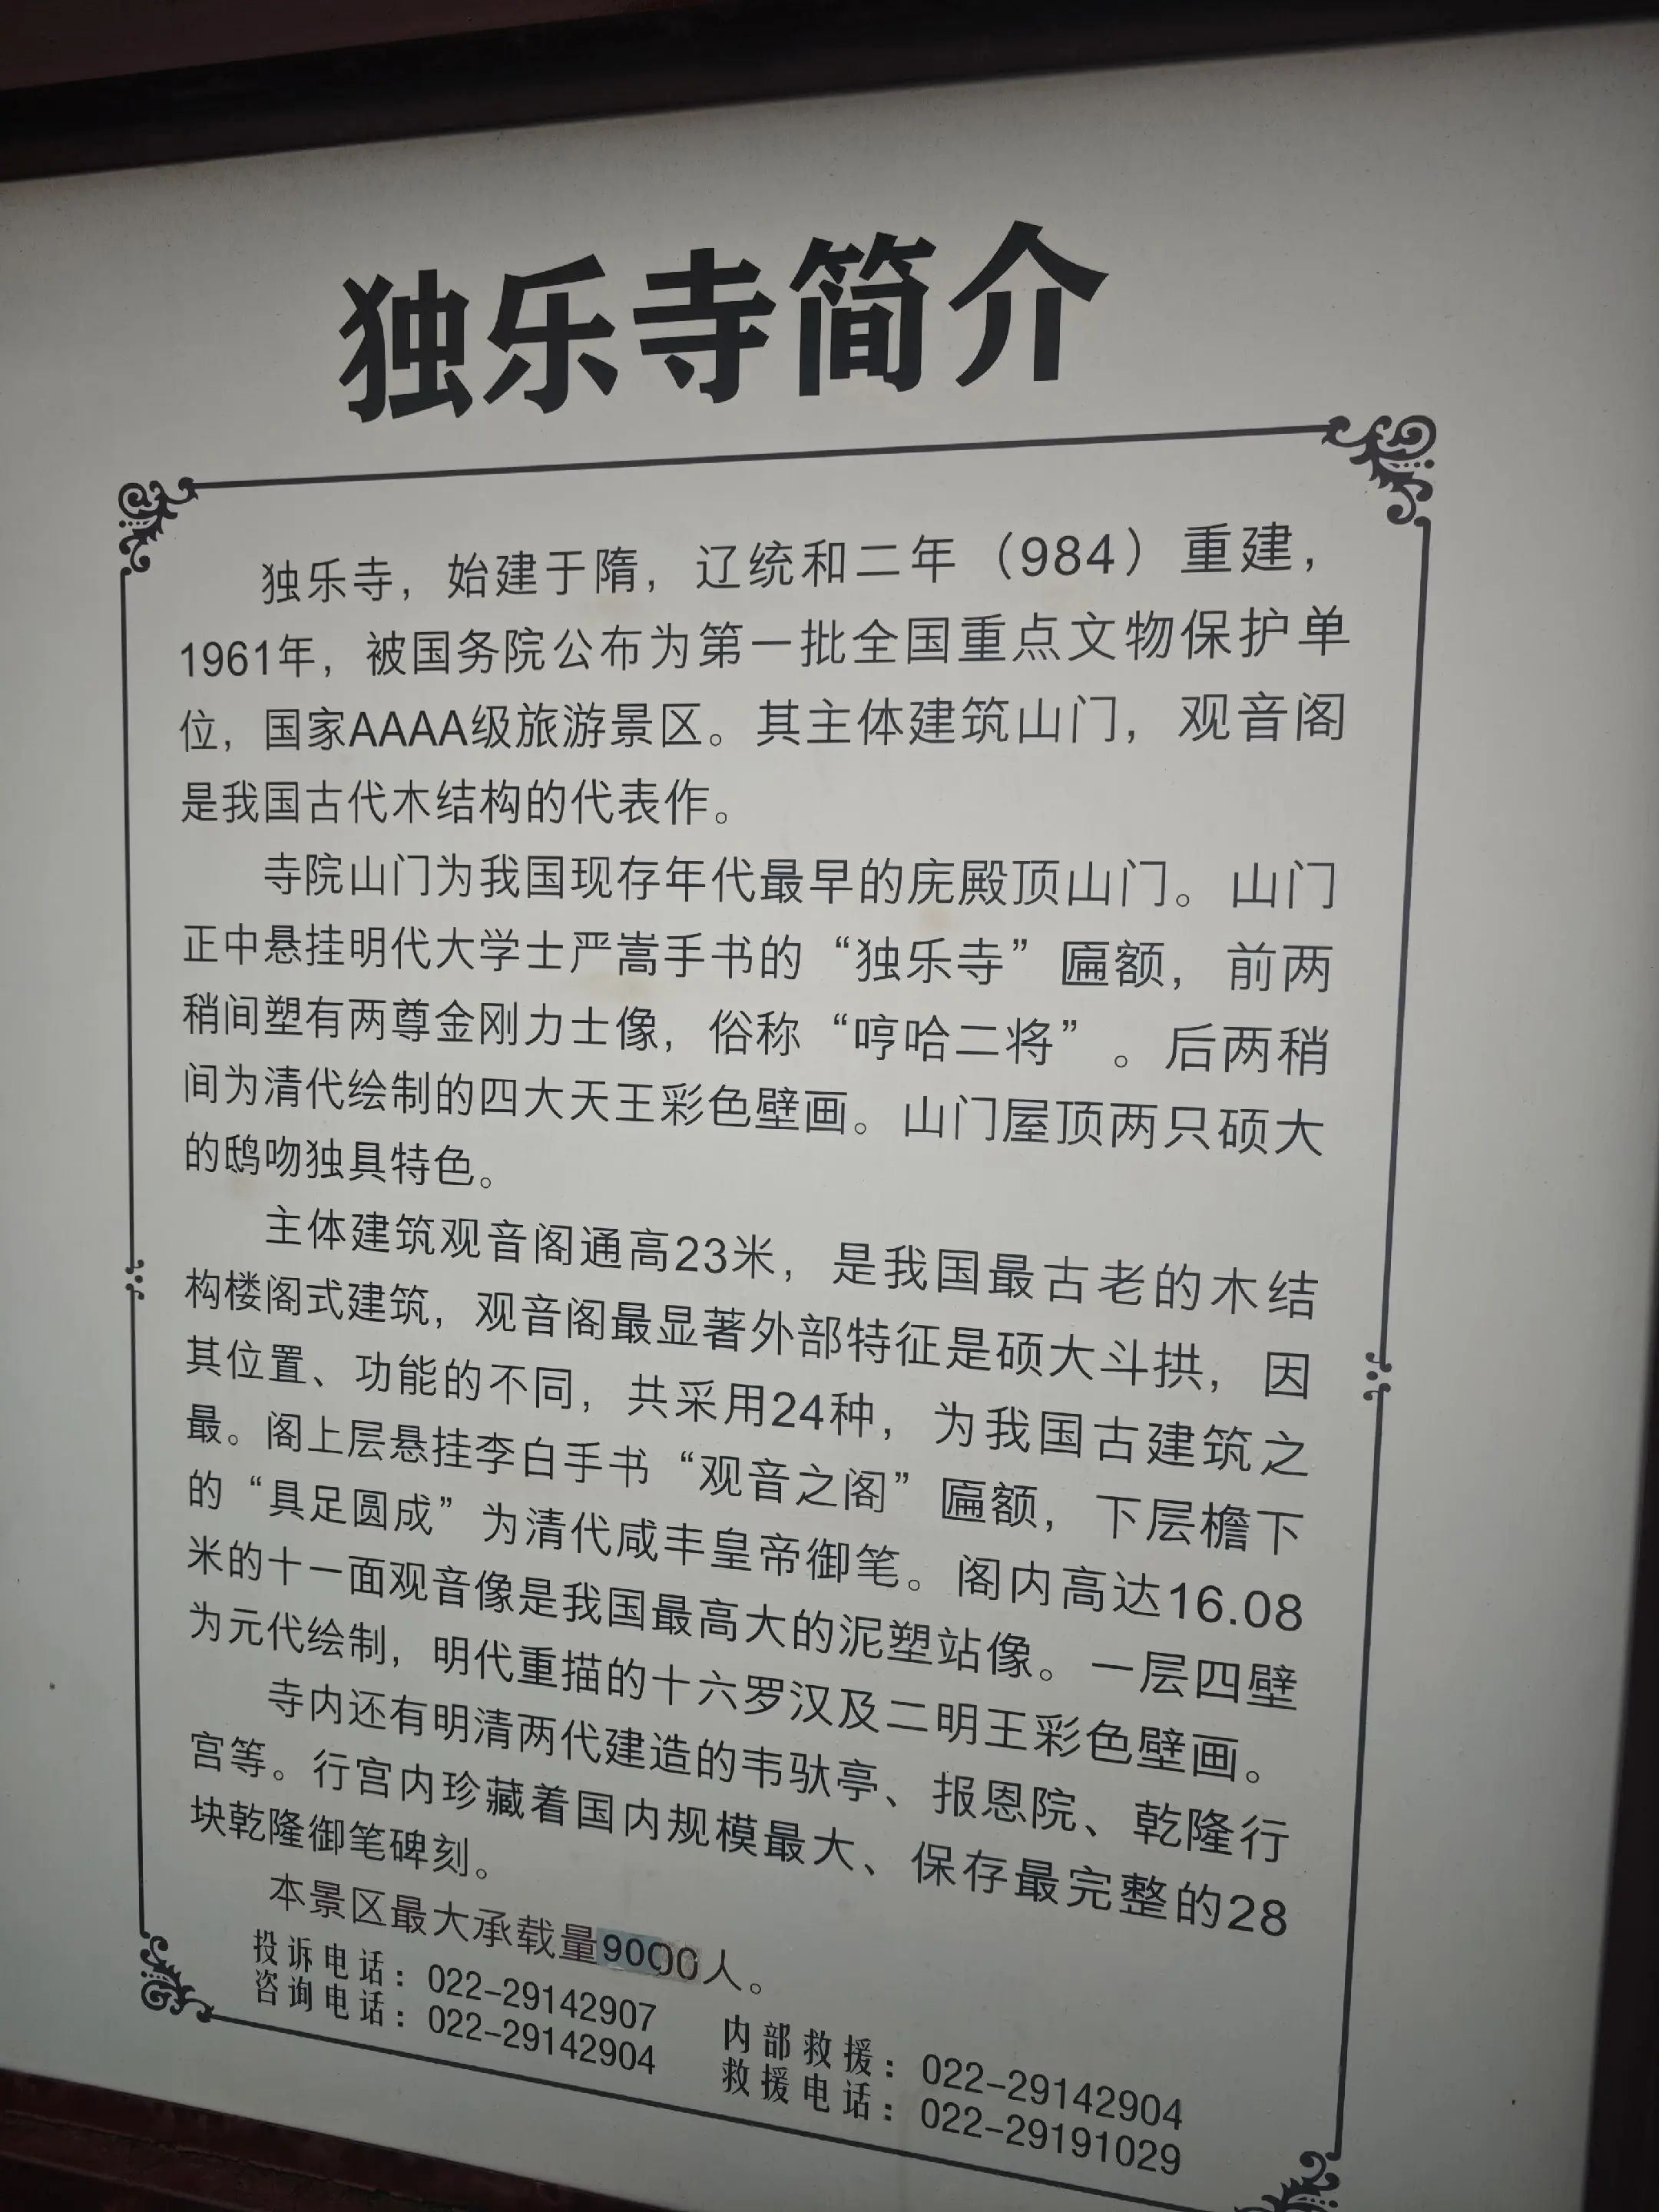 独乐寺简介
独乐寺，始建于隋，辽统和二年（984）重建，
1961年，被国务院公布为第一批全国重点文物保护单
位，国家AAAA级旅游景区。其主体建筑山门，观音阁
是我国古代木结构的代表作。
寺院山门为我国现存年代最早的庑殿顶山门。山门
正中悬挂明代大学士严嵩手书的“独乐寺”匾额，前两
稍间塑有两尊金刚力士像，俗称“哼哈二将”。后两稍
间为清代绘制的四大天王彩色壁画。山门屋顶两只硕大
的鸱吻独具特色。
主体建筑观音阁通高23米，是我国最古老的木结
构楼阁式建筑，观音阁最显著外部特征是硕大斗拱，因
其位置、功能的不同，共采用24种，为我国古建筑之
最。阁上层悬挂李白手书“观音之阁”匾额，下层檐下
的“具足圆成”为清代咸丰皇帝御笔。阁内高达16.08
米的十一面观音像是我国最高大的泥塑站像。一层四壁
为元代绘制，明代重描的十六罗汉及二明王彩色壁画。
寺内还有明清两代建造的韦驮亭、报恩院、乾隆行
宫等。行宫内珍藏着国内规模最大、保存最完整的28
块乾隆御笔碑刻。
本景区最大承载量9000人。
投诉电话：022-29142907 内部救援：022-29142904
咨询电话：022-29142904 救援电话：022-29191029